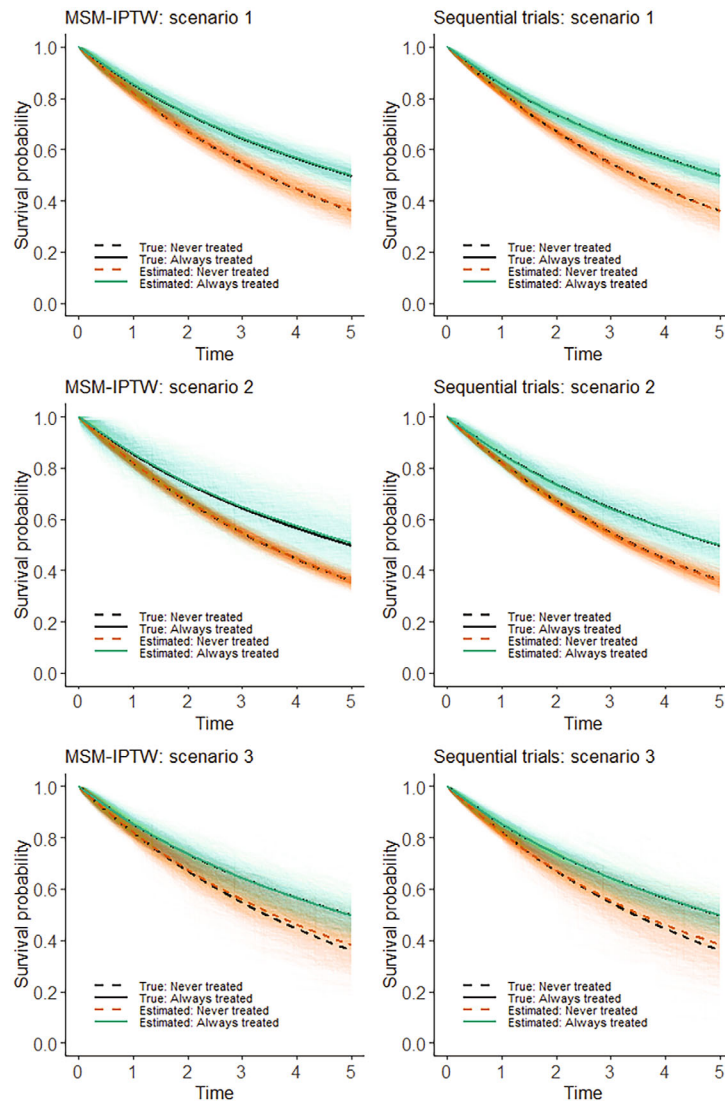 MSM-IPTW: scenario 1
Survival probability
1.0
0.8
0.6
0.4
0.2
0.0
True: Never treated
True: Always treated
Estimated: Never treated
Estimated: Always treated
0 1 2 3 4 5
Time
Sequential trials: scenario 1
Survival probability
1.0
0.8
0.6
0.4
0.2
0.0
True: Never treated
True: Always treated
Estimated: Never treated
Estimated: Always treated
0 1 2 3 4 5
Time
MSM-IPTW: scenario 2
Survival probability
1.0
0.8
0.6
0.4
0.2
0.0
True: Never treated
True: Always treated
Estimated: Never treated
Estimated: Always treated
0 1 2 3 4 5
Time
Sequential trials: scenario 2
Survival probability
1.0
0.8
0.6
0.4
0.2
0.0
True: Never treated
True: Always treated
Estimated: Never treated
Estimated: Always treated
0 1 2 3 4 5
Time
MSM-IPTW: scenario 3
Survival probability
1.0
0.8
0.6
0.4
0.2
0.0
True: Never treated
True: Always treated
Estimated: Never treated
Estimated: Always treated
0 1 2 3 4 5
Time
Sequential trials: scenario 3
Survival probability
1.0
0.8
0.6
0.4
0.2
0.0
True: Never treated
True: Always treated
Estimated: Never treated
Estimated: Always treated
0 1 2 3 4 5
Time